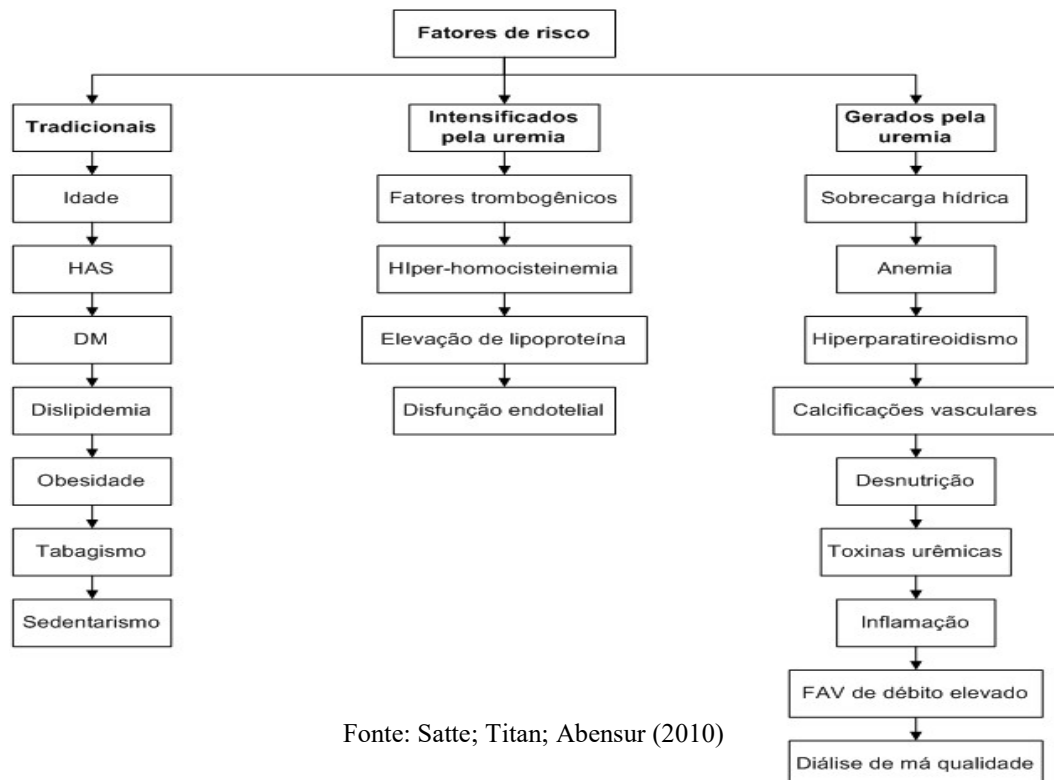 Fatores de risco
Tradicionais
Idade
HAS
DM
Dislipidemia
Obesidade
Tabagismo
Sedentarismo
Intensificados
pela uremia
Fatores trombogênicos
HIper-homocisteinemia
Elevação de lipoproteína
Disfunção endotelial
Gerados pela
uremia
Sobrecarga hídrica
Anemia
Hiperparatireoidismo
Calcificações vasculares
Desnutrição
Toxinas urêmicas
Inflamação
FAV de débito elevado
Diálise de má qualidade
Fonte: Satte; Titan; Abensur (2010)